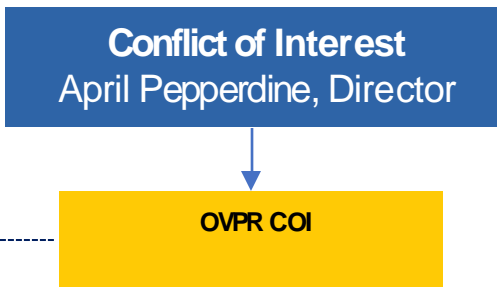 Conflict of Interest
April Pepperdine, Director
OVPR COI